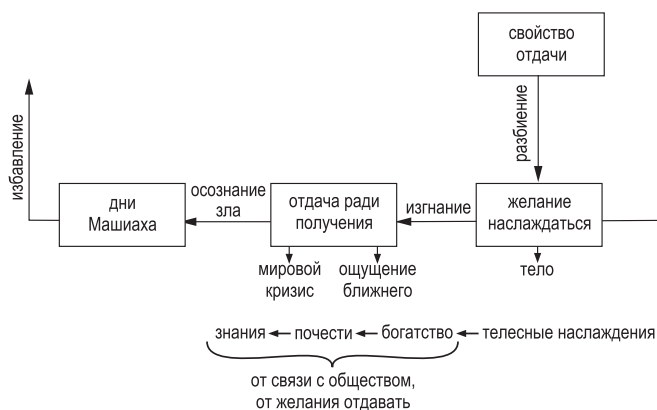 свойство
отдачи
разбиение
избавление
дни
Машиаха
осознание
зла
отдача ради
получения
изгнание
желание
наслаждаться
мировой
кризис
ощущение
ближнего
тело
знания почести богатство телесные наслаждения
от связи с обществом,
от желания отдавать